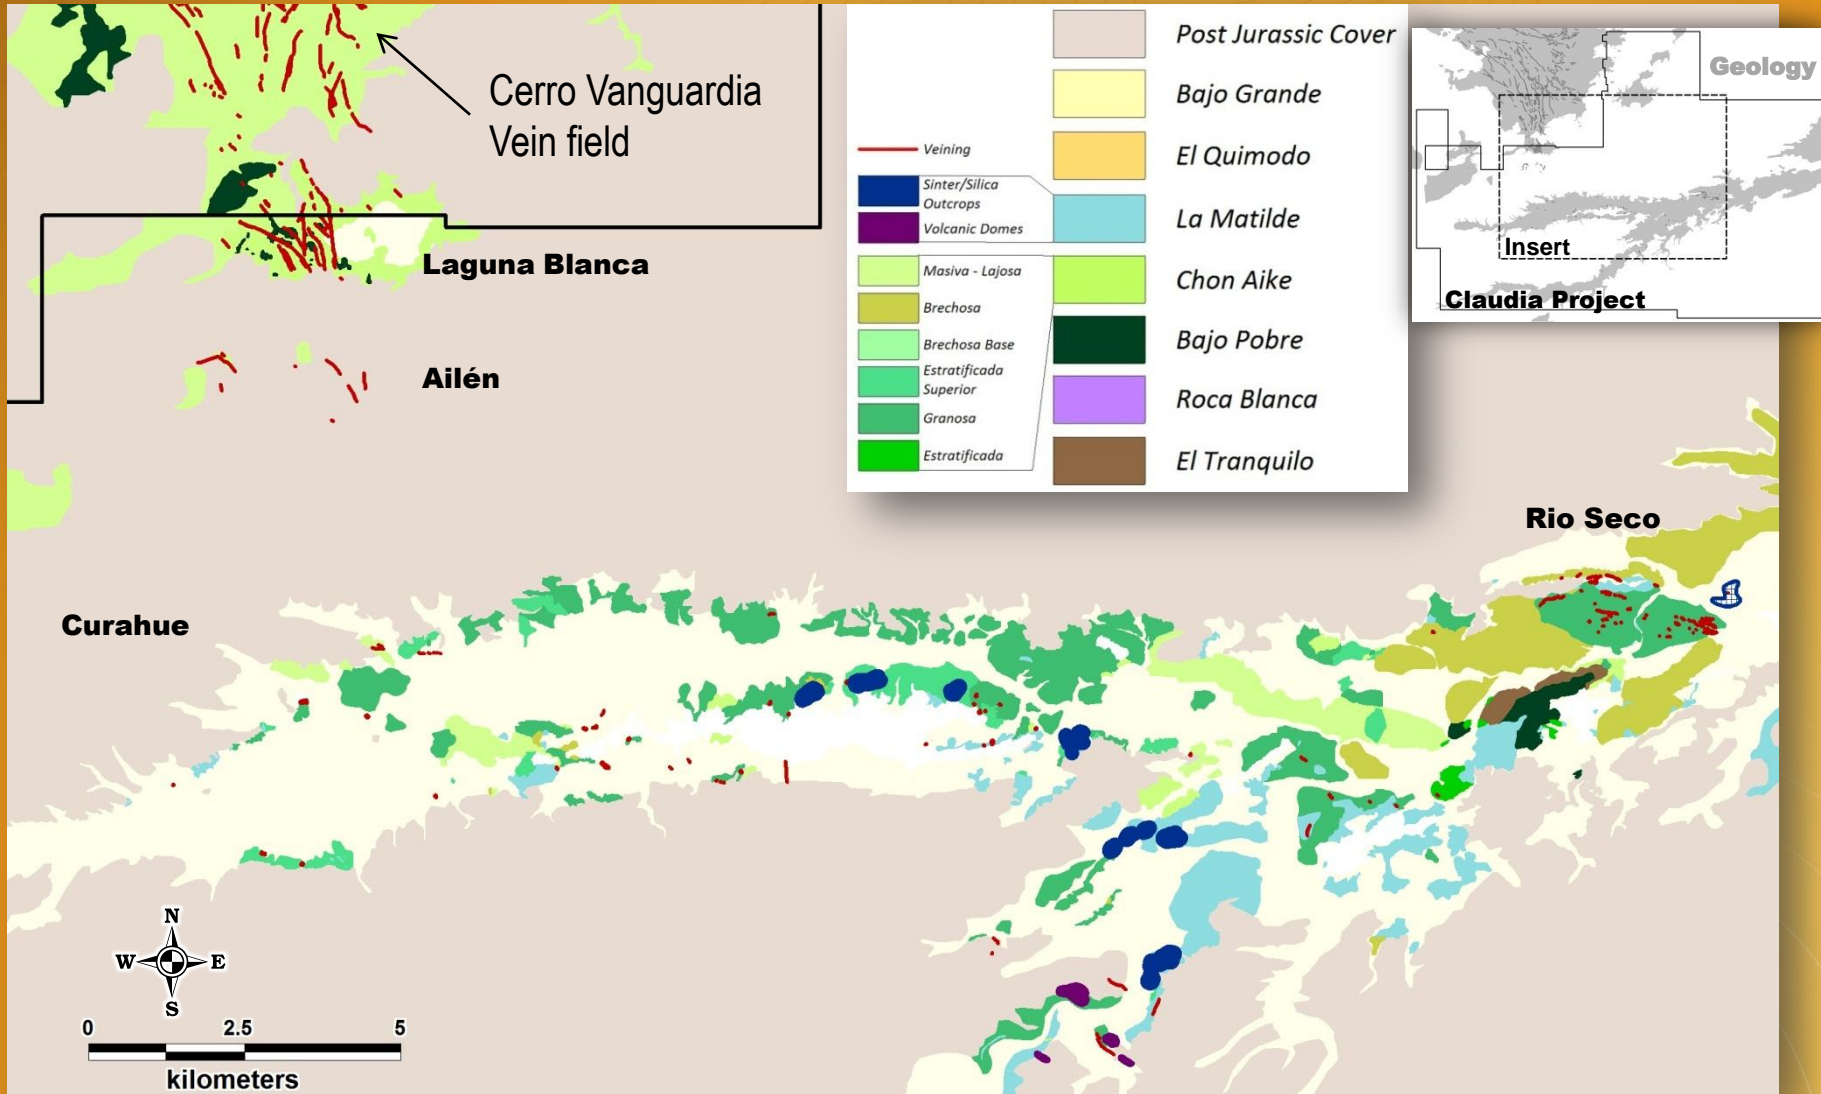 Cerro Vanguardia
Vein field
Laguna Blanca
Ailén
Curahue
Rio Seco
Veining
Sinter/Silica
Outcrops
Volcanic Domes
Masiva - Lajosa
Brechosa
Brechosa Base
Estratificada
Superior
Granosa
Estratificada
Post Jurassic Cover
Bajo Grande
El Quimodo
La Matilde
Chon Aike
Bajo Pobre
Roca Blanca
El Tranquilo
Geology
Insert
Claudia Project
N
W E
S
0 2.5 5
kilometers